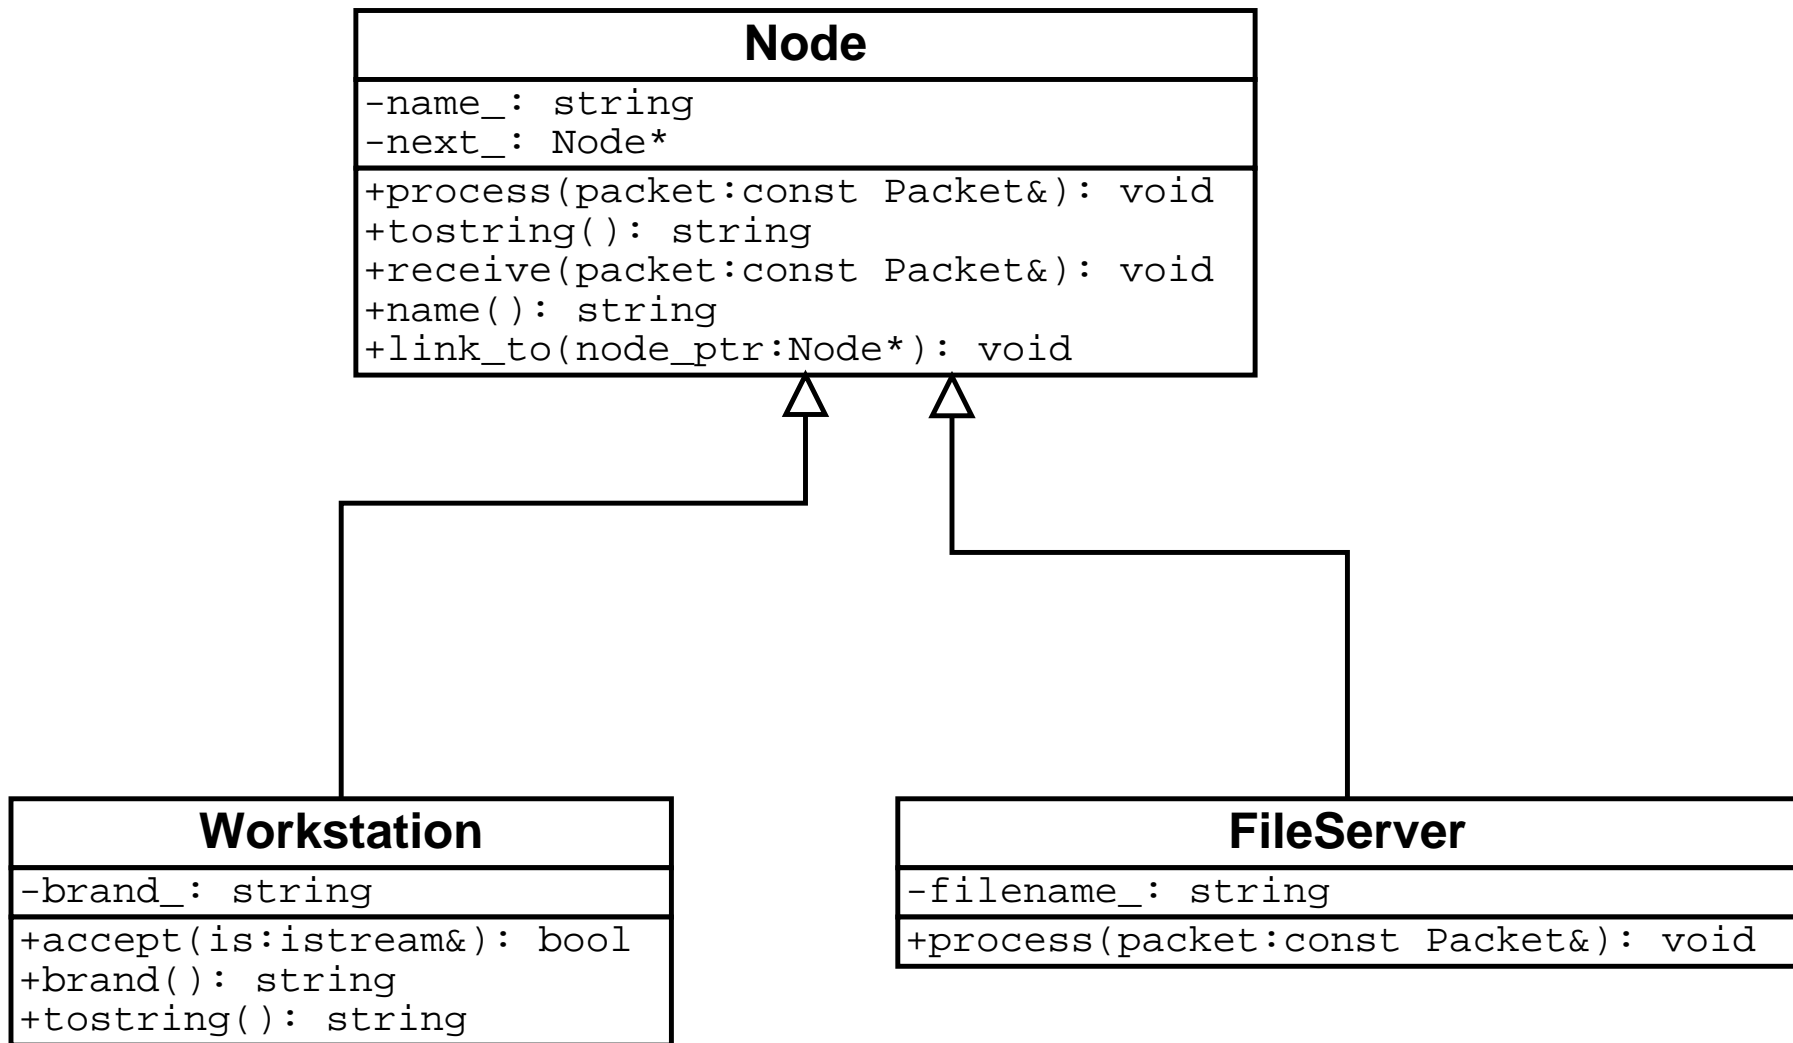 Node
-name_: string
-next_: Node*
+process(packet:const Packet&): void
+tostring(): string
+receive(packet:const Packet&): void
+name(): string
+link_to(node_ptr:Node*): void
Workstation
-brand_: string
+accept(is:istream&): bool
+brand(): string
+tostring(): string
FileServer
-filename_: string
+process(packet:const Packet&): void